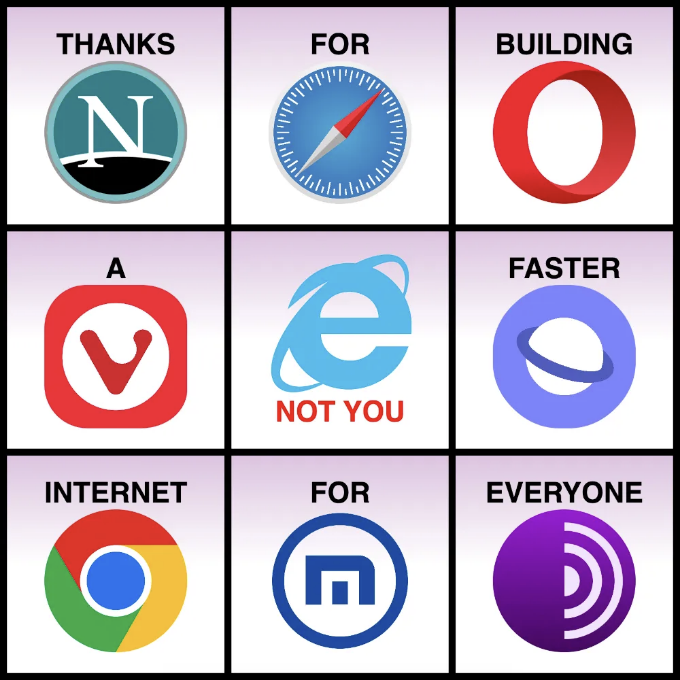 THANKS
FOR
BUILDING
N
A
e
NOT YOU
FASTER
INTERNET
FOR
EVERYONE